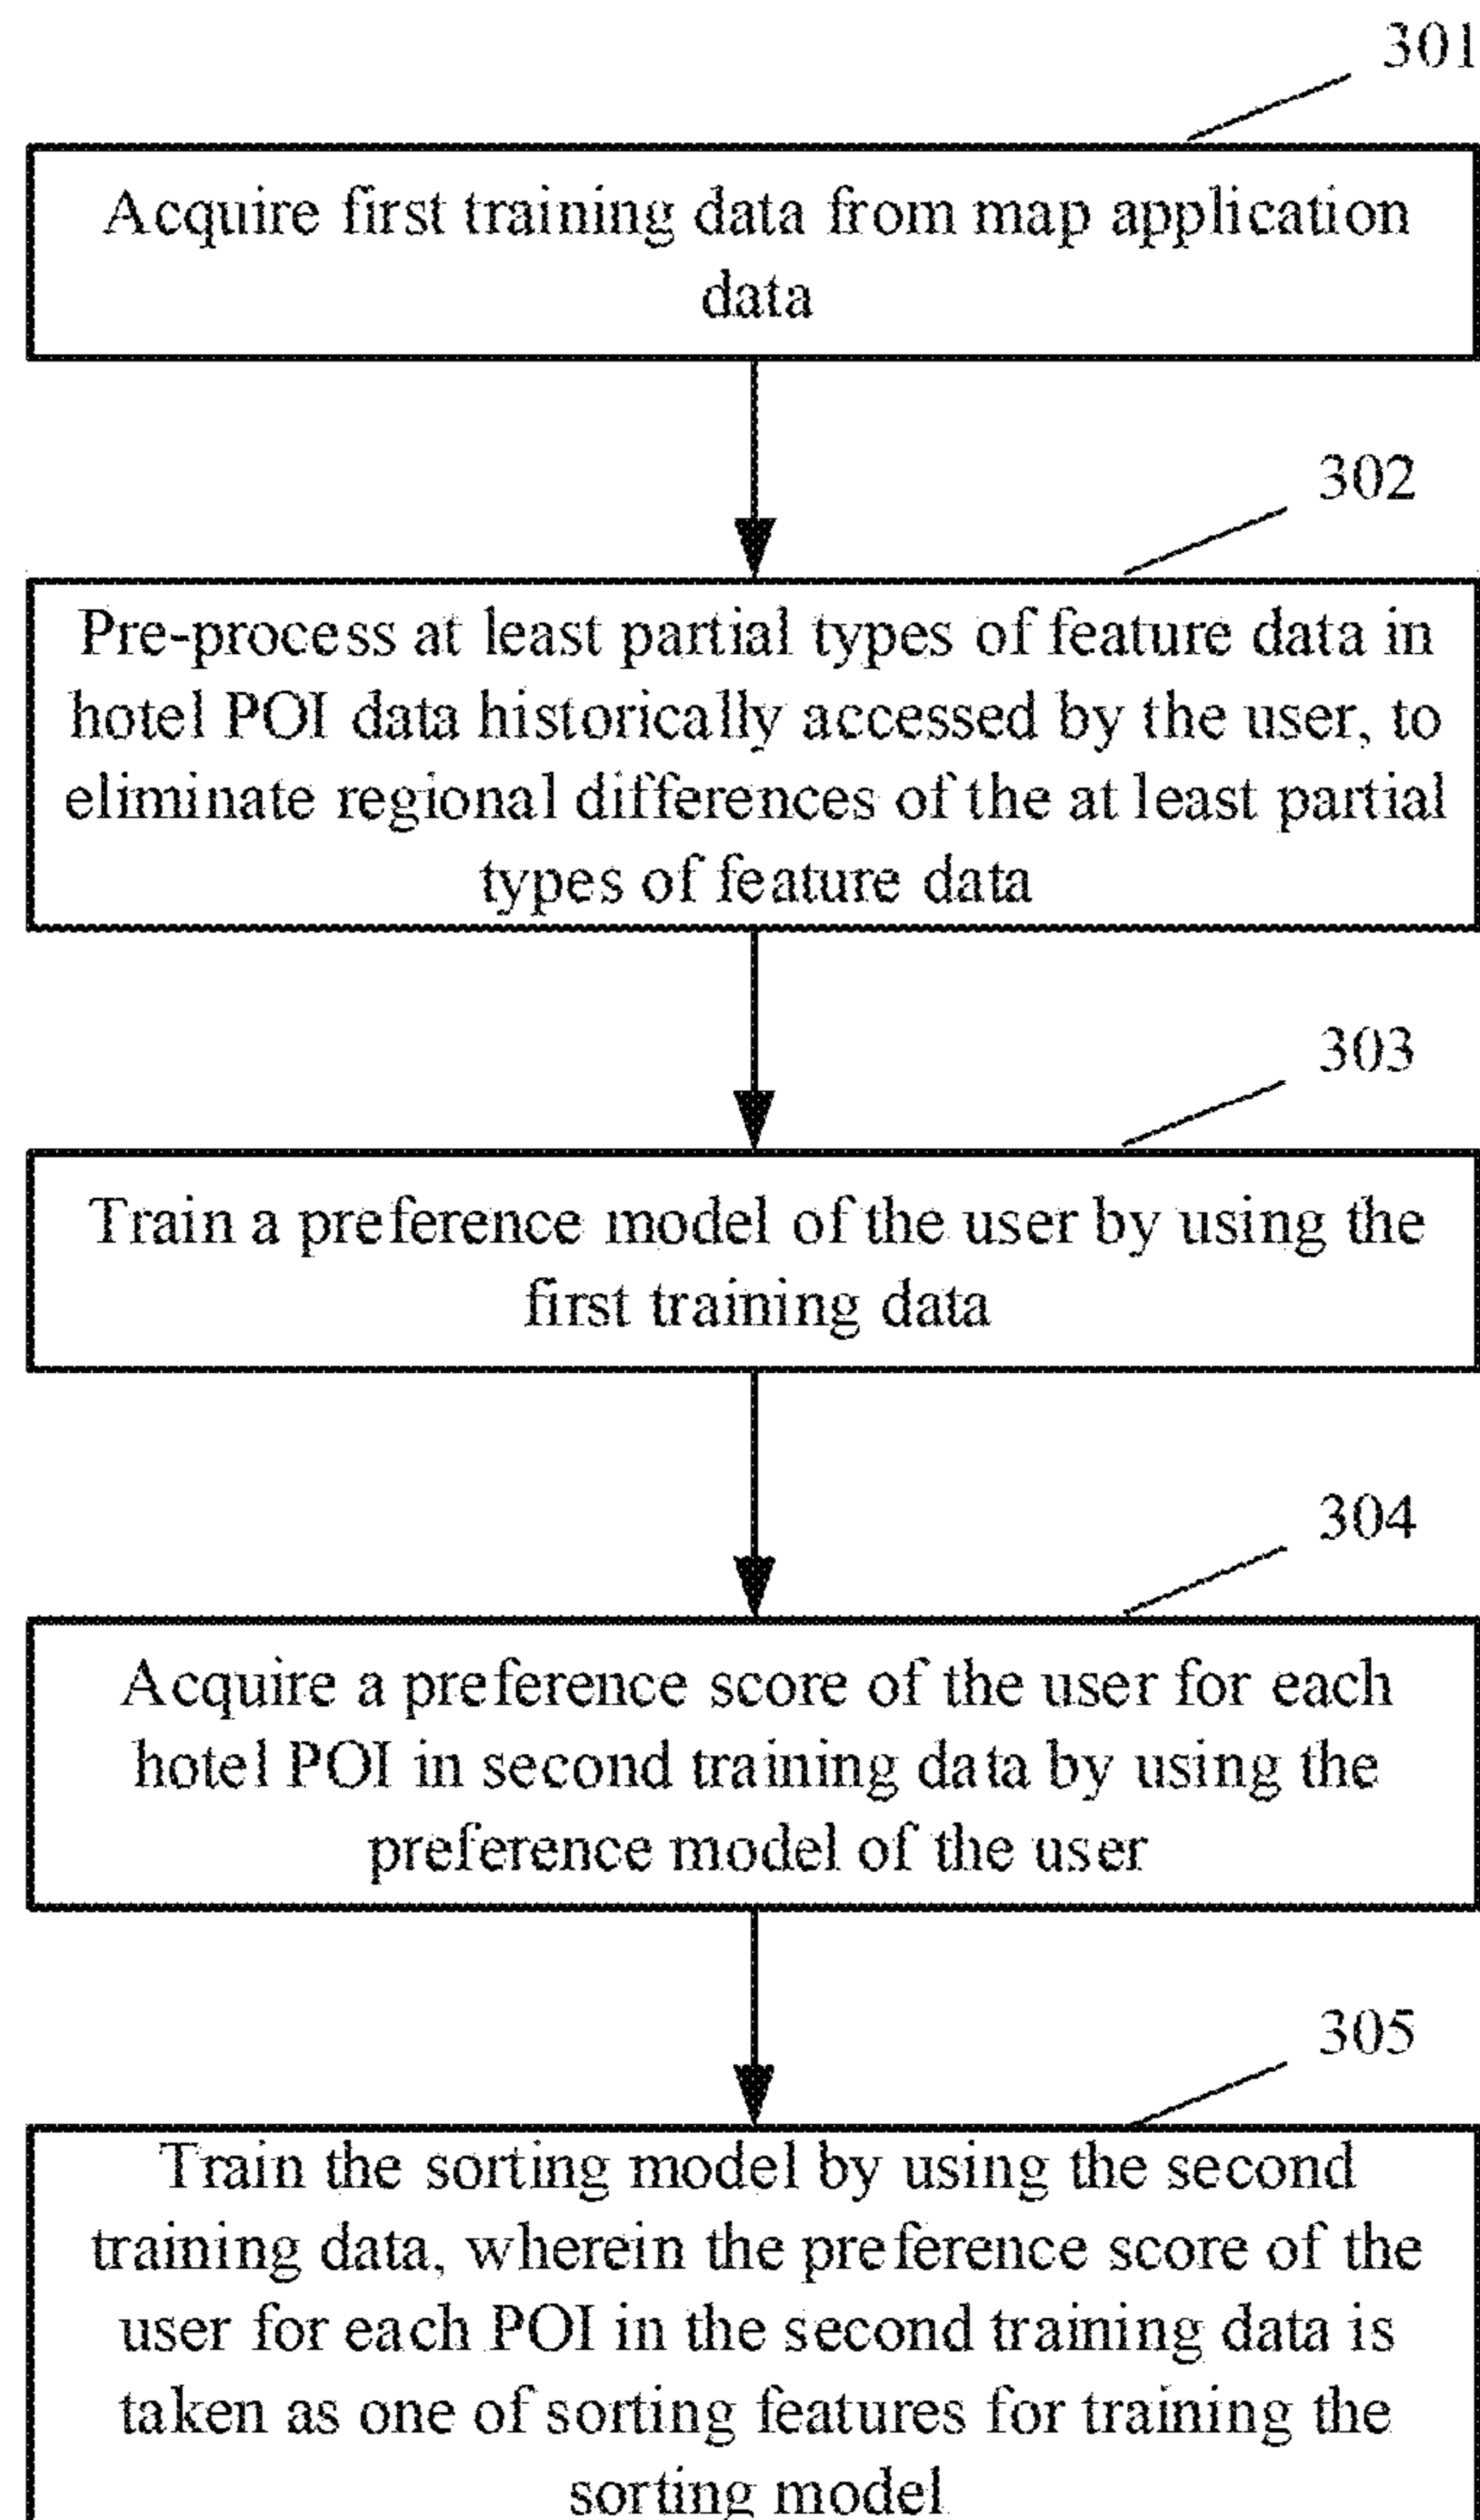 301
Acquire first training data from map application
data
302
Pre-process at least partial types of feature data in
hotel POI data historically accessed by the user, to
eliminate regional differences of the at least partial
types of feature data
303
Train a preference model of the user by using the
first training data
304
Acquire a preference score of the user for each
hotel POI in second training data by using the
preference model of the user
305
Train the sorting model by using the second
training data, wherein the preference score of the
user for each POI in the second training data is
taken as one of sorting features for training the
sorting model